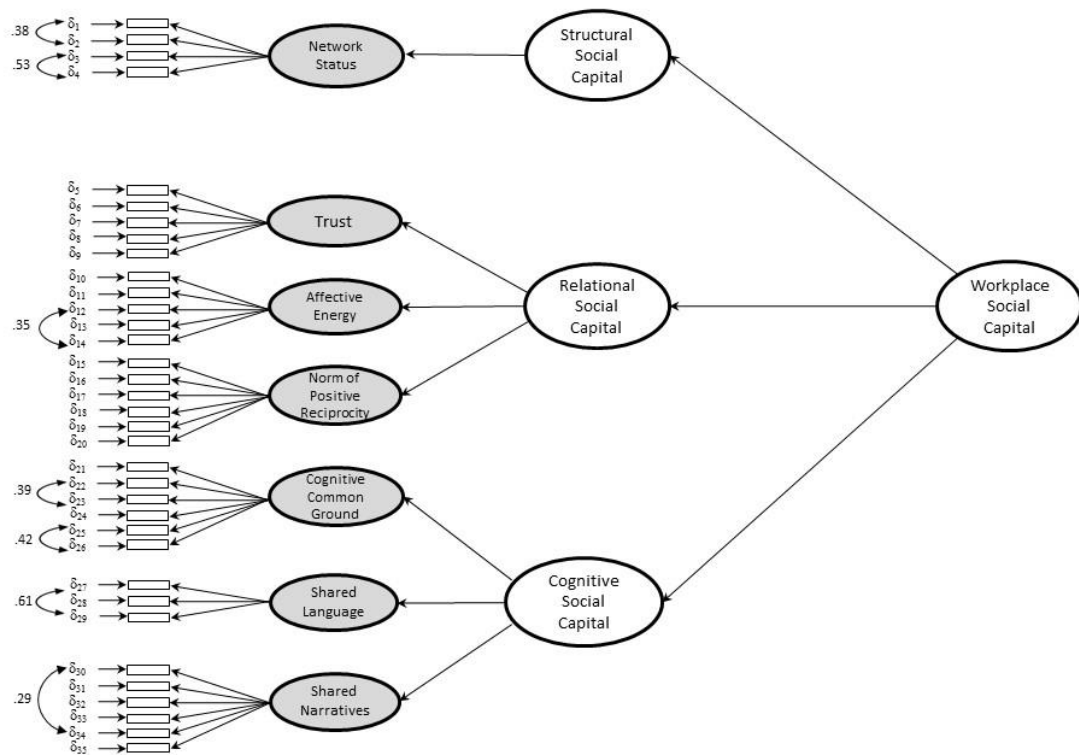 .38
δ1
δ2
.53
δ3
δ4
Network
Status
Structural
Social
Capital
δ5
δ6
δ7
δ8
δ9
Trust
δ10
δ11
δ12
.35
δ13
δ14
Affective
Energy
Relational
Social
Capital
Workplace
Social
Capital
δ15
δ16
δ17
δ18
δ19
δ20
Norm of
Positive
Reciprocity
δ21
.39
δ22
δ23
δ24
.42
δ25
δ26
Cognitive
Common
Ground
.61
δ27
δ28
δ29
Shared
Language
Cognitive
Social
Capital
δ30
δ31
.29
δ32
δ33
δ34
δ35
Shared
Narratives